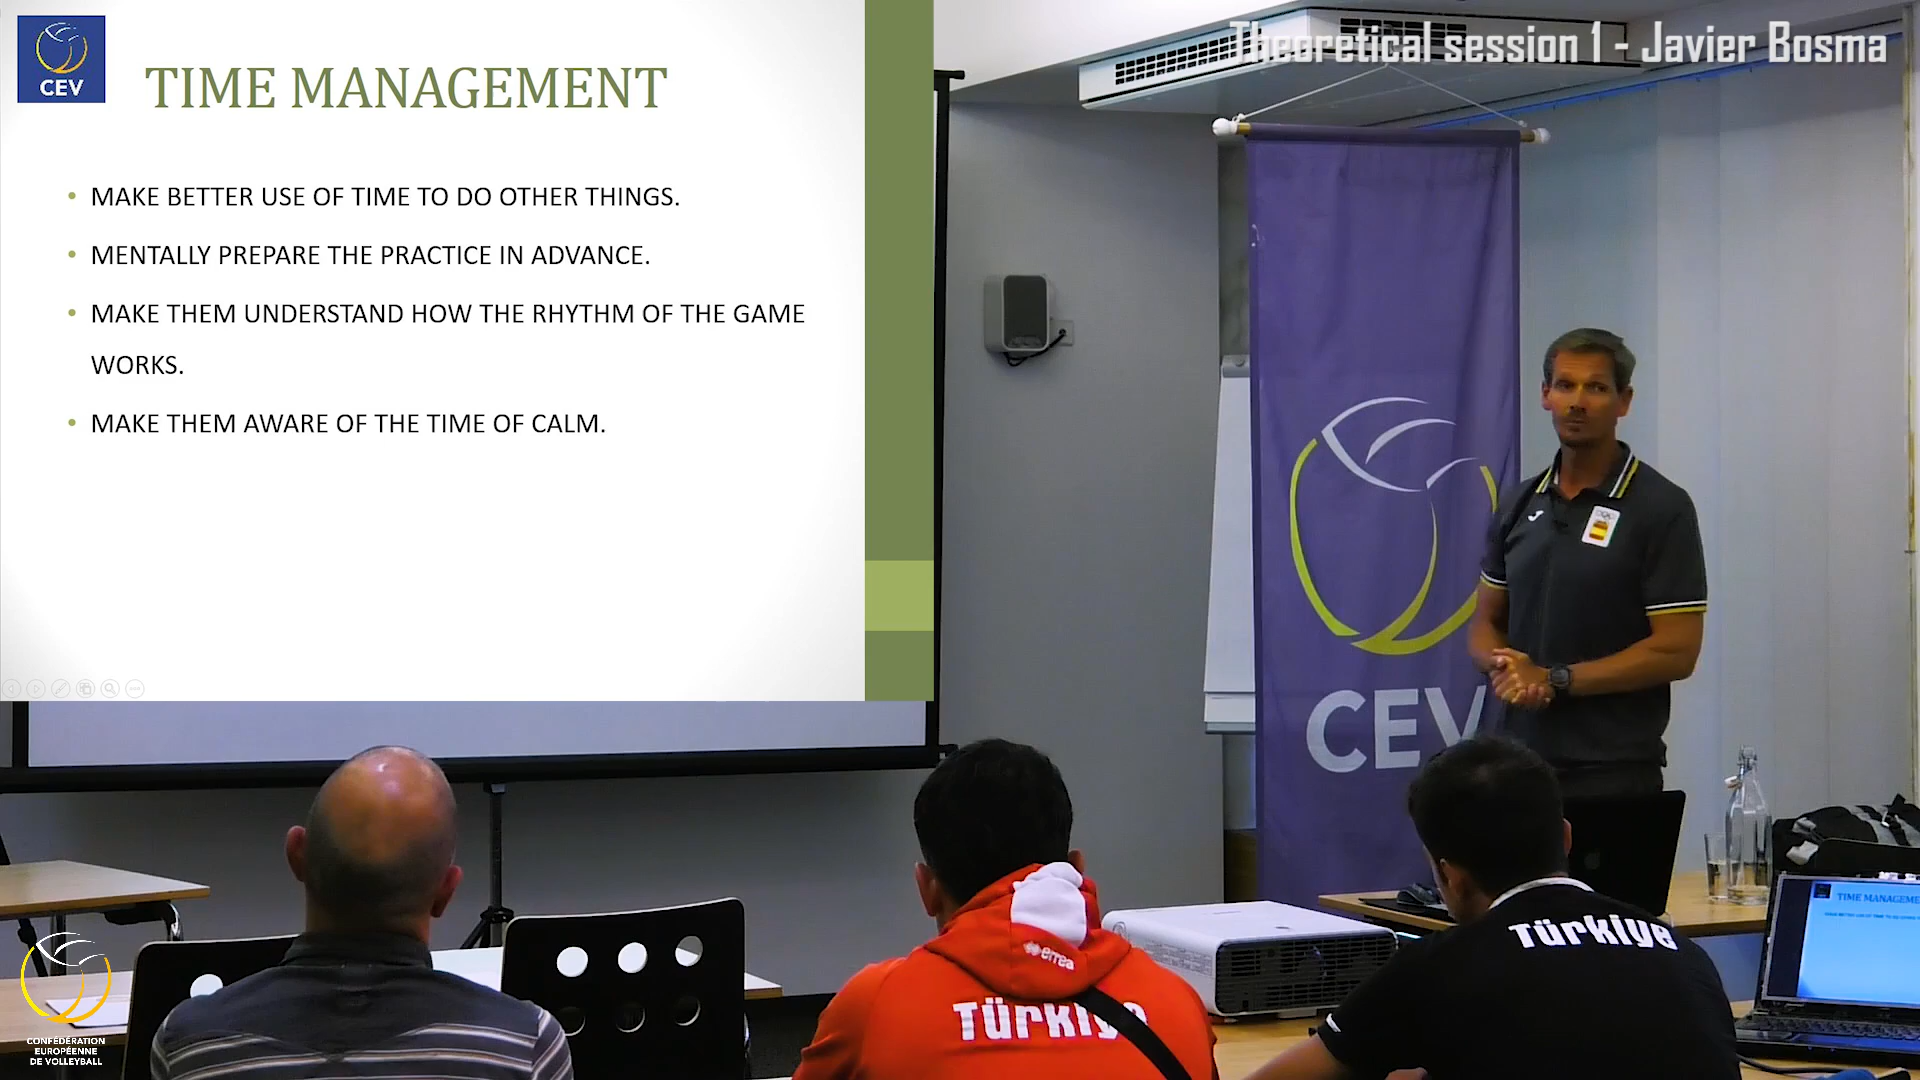 Theoretical session 1 - Javier Bosma
CEV
TIME MANAGEMENT
• MAKE BETTER USE OF TIME TO DO OTHER THINGS.
• MENTALLY PREPARE THE PRACTICE IN ADVANCE.
• MAKE THEM UNDERSTAND HOW THE RHYTHM OF THE GAME
WORKS.
• MAKE THEM AWARE OF THE TIME OF CALM.
CEV
errea
Türkiye
Türkiye
TIME MANAGEME
CONFÉDÉRATION
EUROPÉENNE
DE VOLLEYBALL